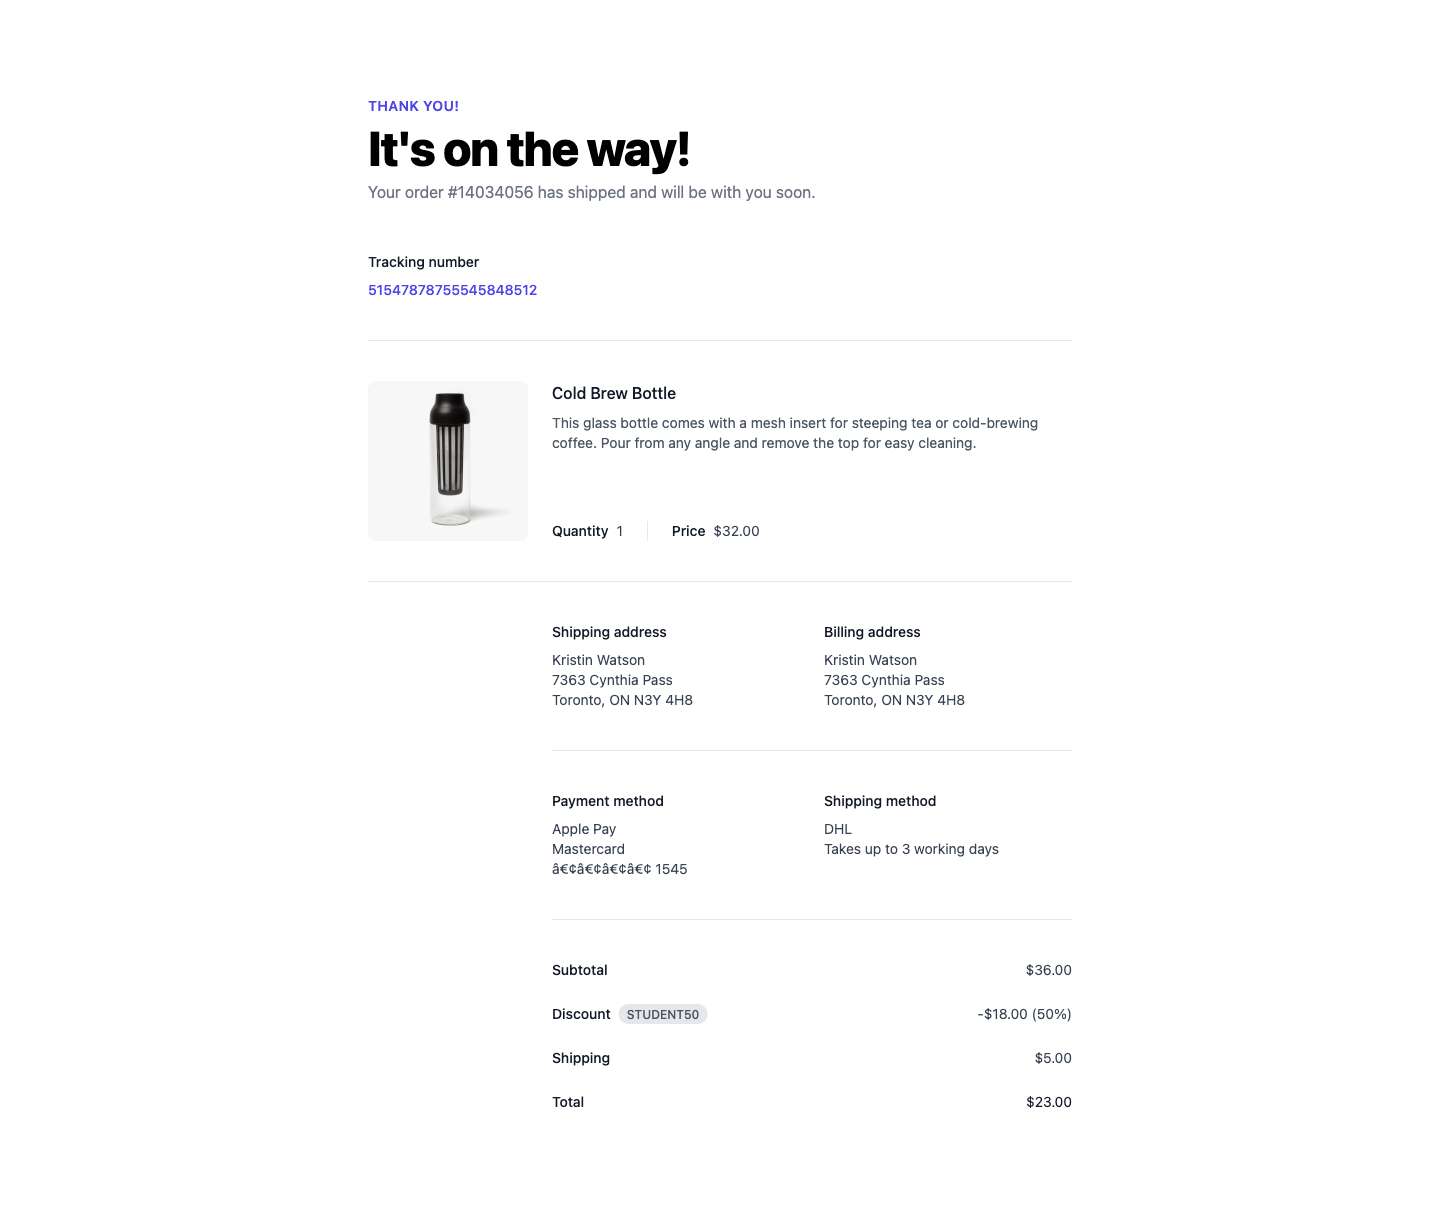 THANK YOU!
It's on the way!
Your order #14034056 has shipped and will be with you soon.
Tracking number
51547878755545848512
Cold Brew Bottle
This glass bottle comes with a mesh insert for steeping tea or cold-brewing
coffee. Pour from any angle and remove the top for easy cleaning.
Quantity 1 Price $32.00
Shipping address
Kristin Watson
7363 Cynthia Pass
Toronto, ON N3Y 4H8
Billing address
Kristin Watson
7363 Cynthia Pass
Toronto, ON N3Y 4H8
Payment method
Apple Pay
Mastercard
â€¢â€¢â€¢â€¢ 1545
Shipping method
DHL
Takes up to 3 working days
Subtotal $36.00
Discount STUDENT50 -$18.00 (50%)
Shipping $5.00
Total $23.00